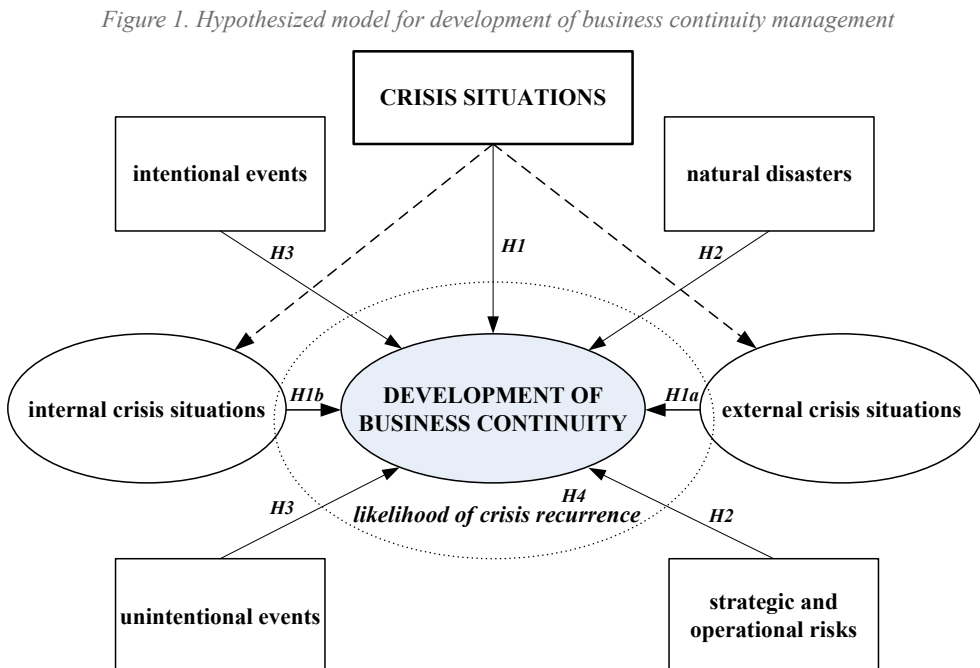 Figure 1. Hypothesized model for development of business continuity management
CRISIS SITUATIONS
intentional events
natural disasters
H3
H1
H2
internal crisis situations
H1b
DEVELOPMENT OF
BUSINESS CONTINUITY
H1a
external crisis situations
H3
H4
likelihood of crisis recurrence
H2
unintentional events
strategic and
operational risks